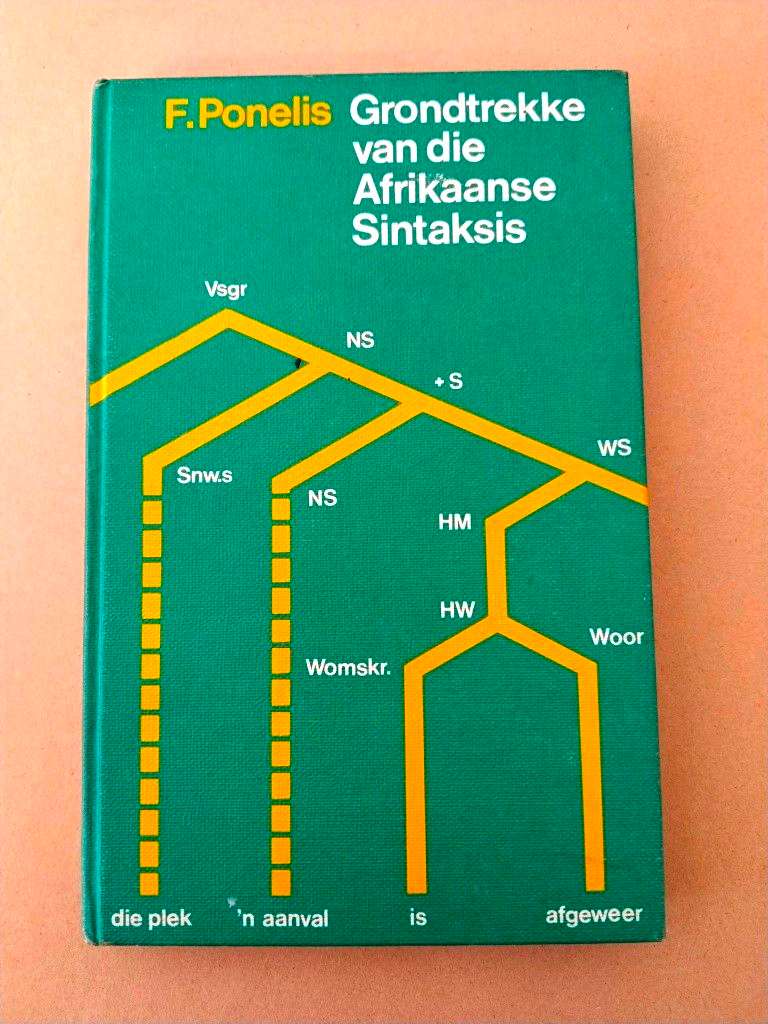 F. Ponelis
Grondtrekke
van die
Afrikaanse
Sintaksis
Vsgr
NS
+ S
WS
Snw.s
NS
HM
HW
Woor
Womskr.
die plek 'n aanval is afgeweer